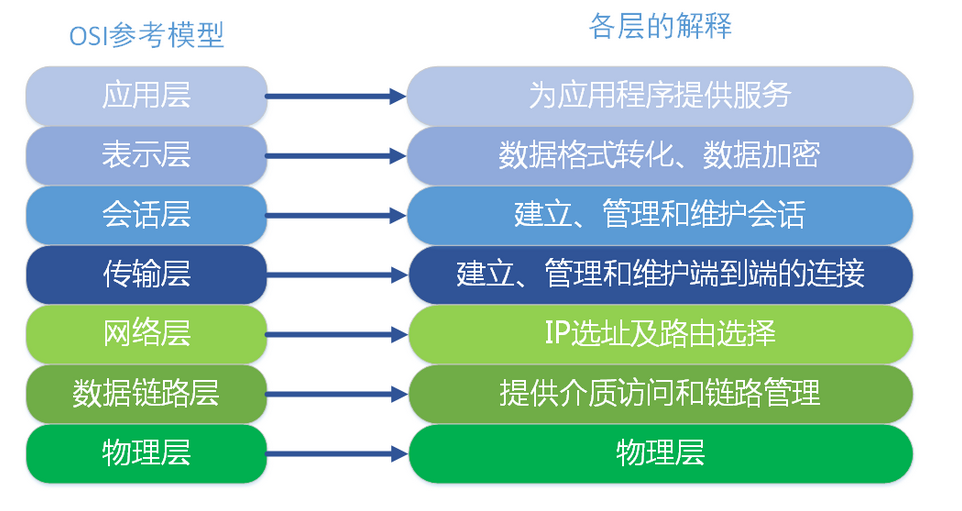 OSI参考模型
各层的解释
应用层
为应用程序提供服务
表示层
数据格式转化、数据加密
会话层
建立、管理和维护会话
传输层
建立、管理和维护端到端的连接
网络层
IP选址及路由选择
数据链路层
提供介质访问和链路管理
物理层
物理层